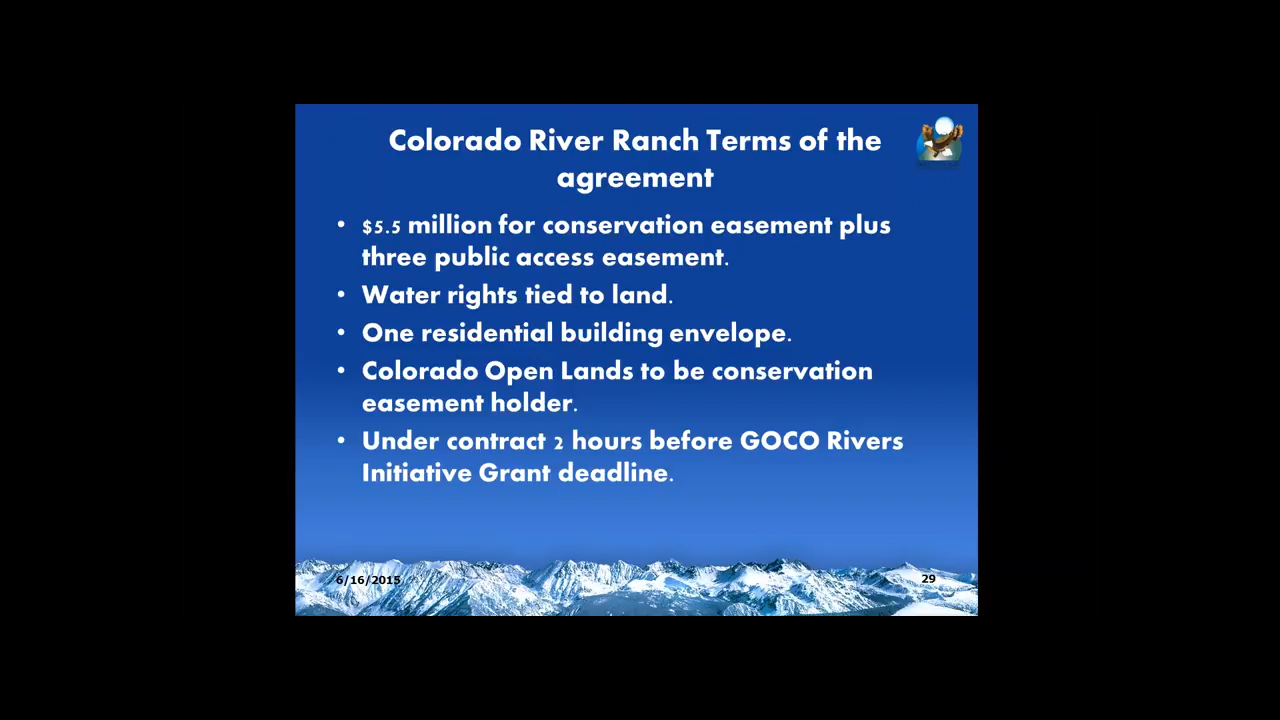 Colorado River Ranch Terms of the
agreement
• $5.5 million for conservation easement plus
three public access easement.
• Water rights tied to land.
• One residential building envelope.
• Colorado Open Lands to be conservation
easement holder.
• Under contract 2 hours before GOCO Rivers
Initiative Grant deadline.
6/16/2015
29